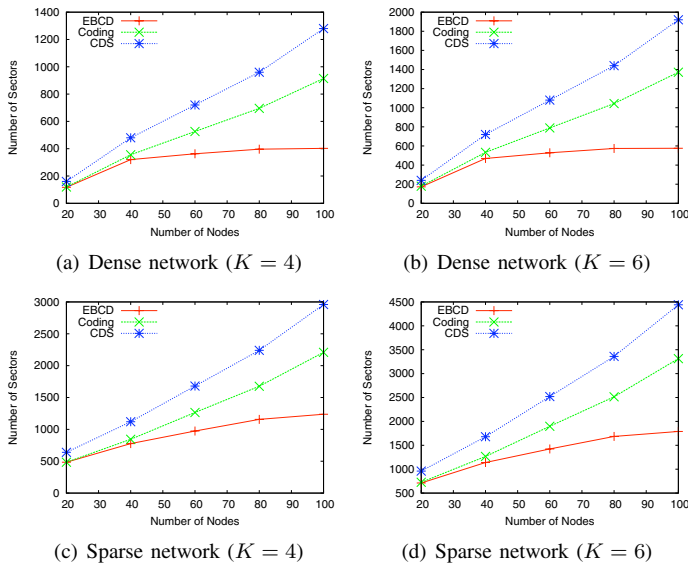 1400
1200
1000
800
600
400
200
0
Number of Sectors
EBCD
Coding
CDS
20 30 40 50 60 70 80 90 100
Number of Nodes
(a) Dense network (K = 4)
2000
1800
1600
1400
1200
1000
800
600
400
200
0
Number of Sectors
EBCD
Coding
CDS
20 30 40 50 60 70 80 90 100
Number of Nodes
(b) Dense network (K = 6)
3000
2500
2000
1500
1000
500
0
Number of Sectors
EBCD
Coding
CDS
20 30 40 50 60 70 80 90 100
Number of Nodes
(c) Sparse network (K = 4)
4500
4000
3500
3000
2500
2000
1500
1000
500
Number of Sectors
EBCD
Coding
CDS
20 30 40 50 60 70 80 90 100
Number of Nodes
(d) Sparse network (K = 6)